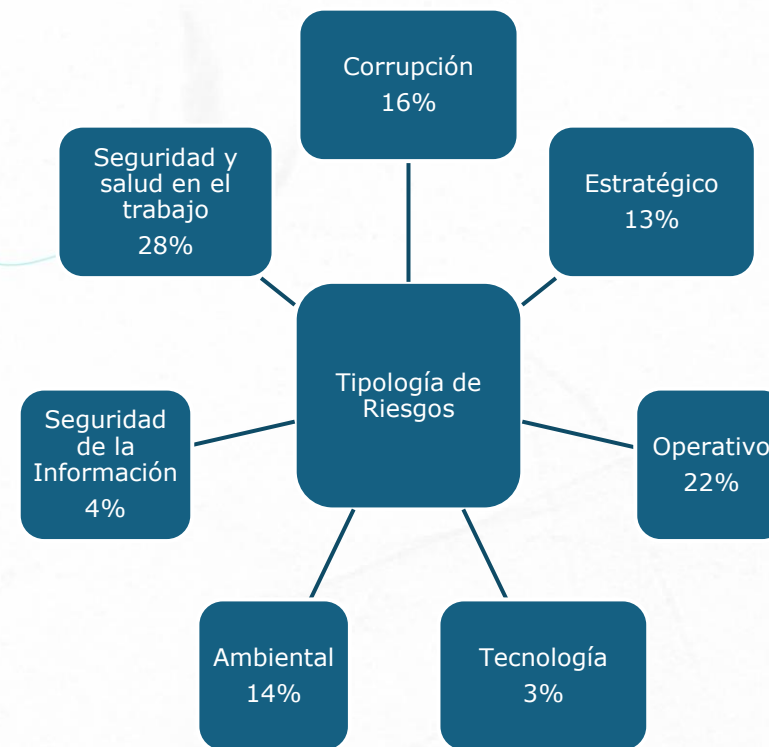 Corrupción
16%
Seguridad y
salud en el
trabajo
28%
Estratégico
13%
Tipología de
Riesgos
Seguridad
de la
Información
4%
Operativo
22%
Ambiental
14%
Tecnología
3%